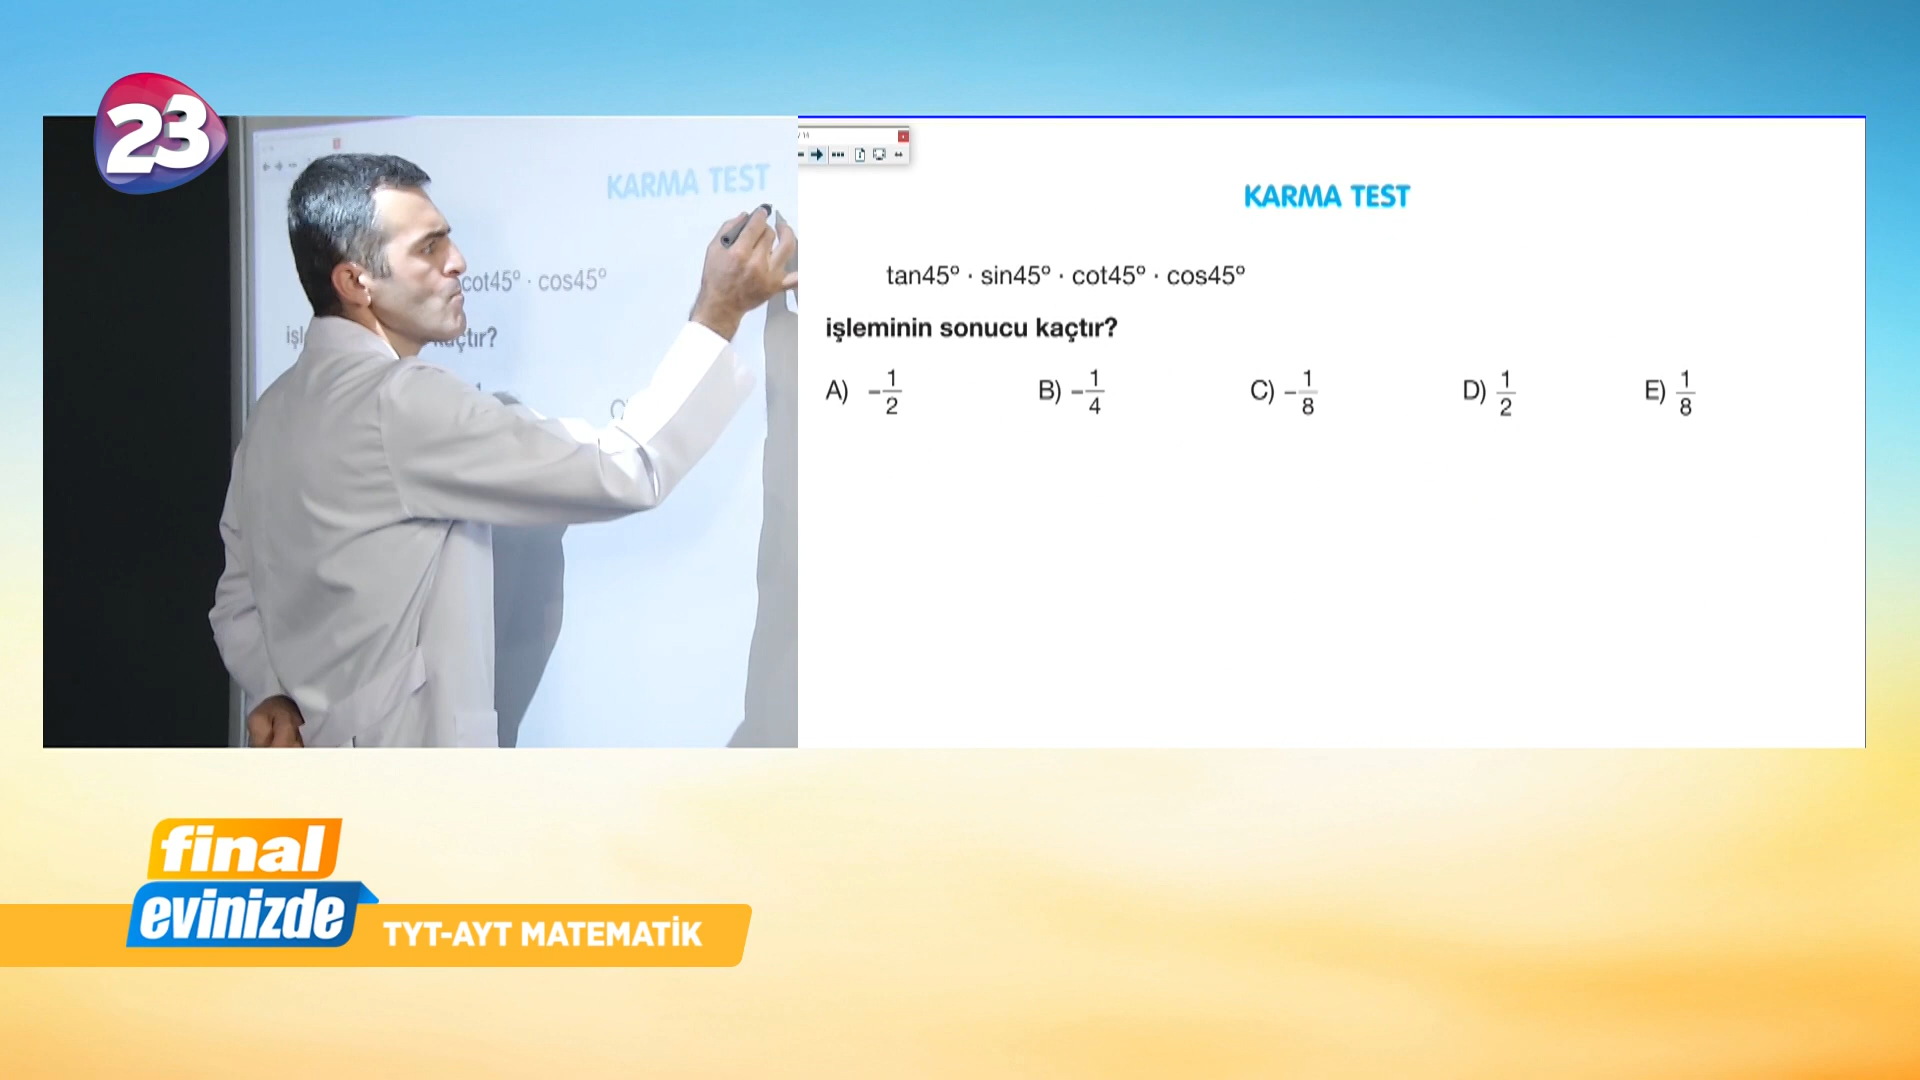 23
KARMA TEST
cot45° · cos45°
KARMA TEST
tan45° · sin45° · cot45° · cos45°
işleminin sonucu kaçtır?
A) -1/2 B) -1/4 C) -1/8 D) 1/2 E) 1/8
final
evinizde
TYT-AYT MATEMATİK